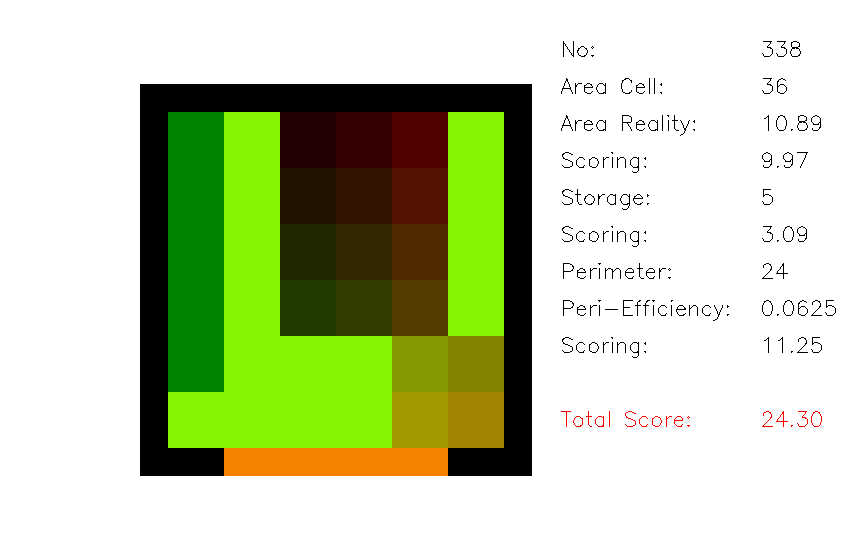 No: 338
Area Cell: 36
Area Reality: 10.89
Scoring: 9.97
Storage: 5
Scoring: 3.09
Perimeter: 24
Peri-Efficiency: 0.0625
Scoring: 11.25
Total Score: 24.30